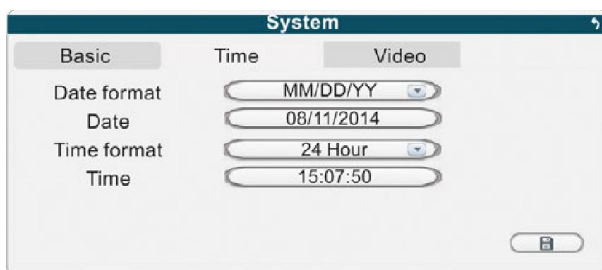 System
Basic Time Video
Date format MM/DD/YY
Date 08/11/2014
Time format 24 Hour
Time 15:07:50